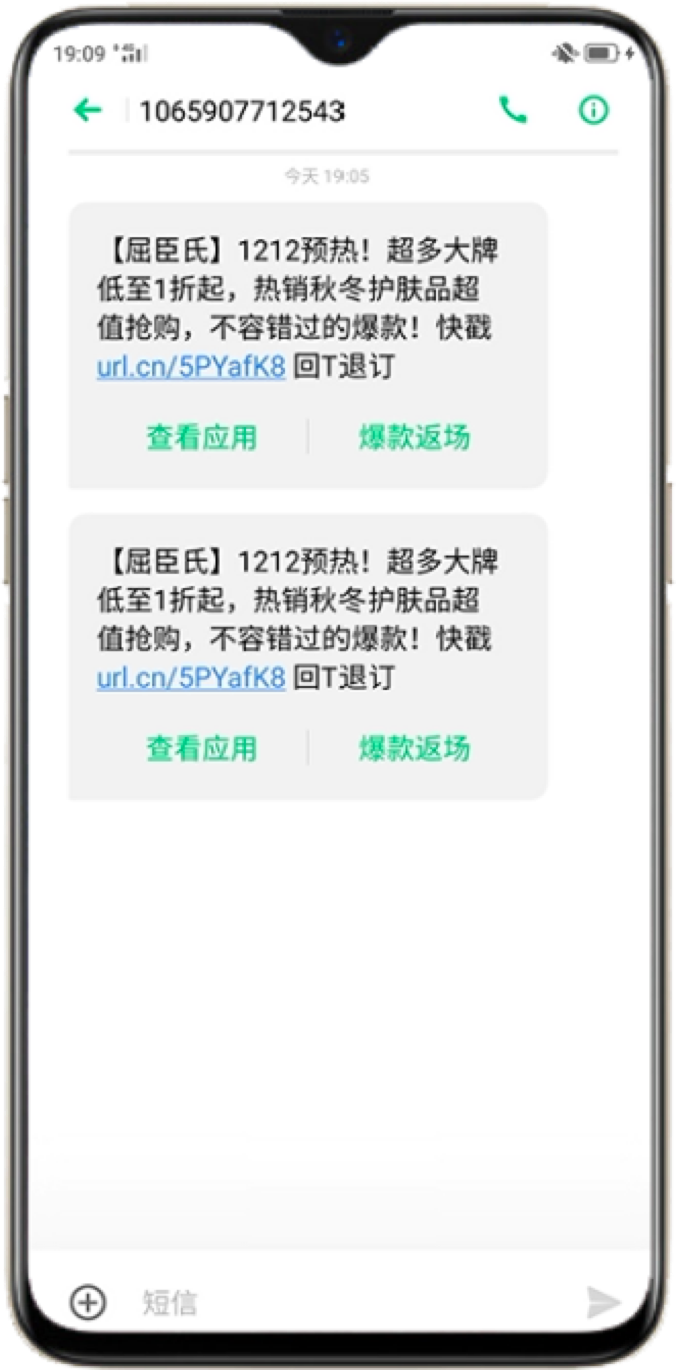 19:09
1065907712543
今天 19:05
【屈臣氏】1212预热！超多大牌
低至1折起，热销秋冬护肤品超
值抢购，不容错过的爆款！快戳
url.cn/5PYafK8 回T退订
查看应用 爆款返场
【屈臣氏】1212预热！超多大牌
低至1折起，热销秋冬护肤品超
值抢购，不容错过的爆款！快戳
url.cn/5PYafK8 回T退订
查看应用 爆款返场
短信